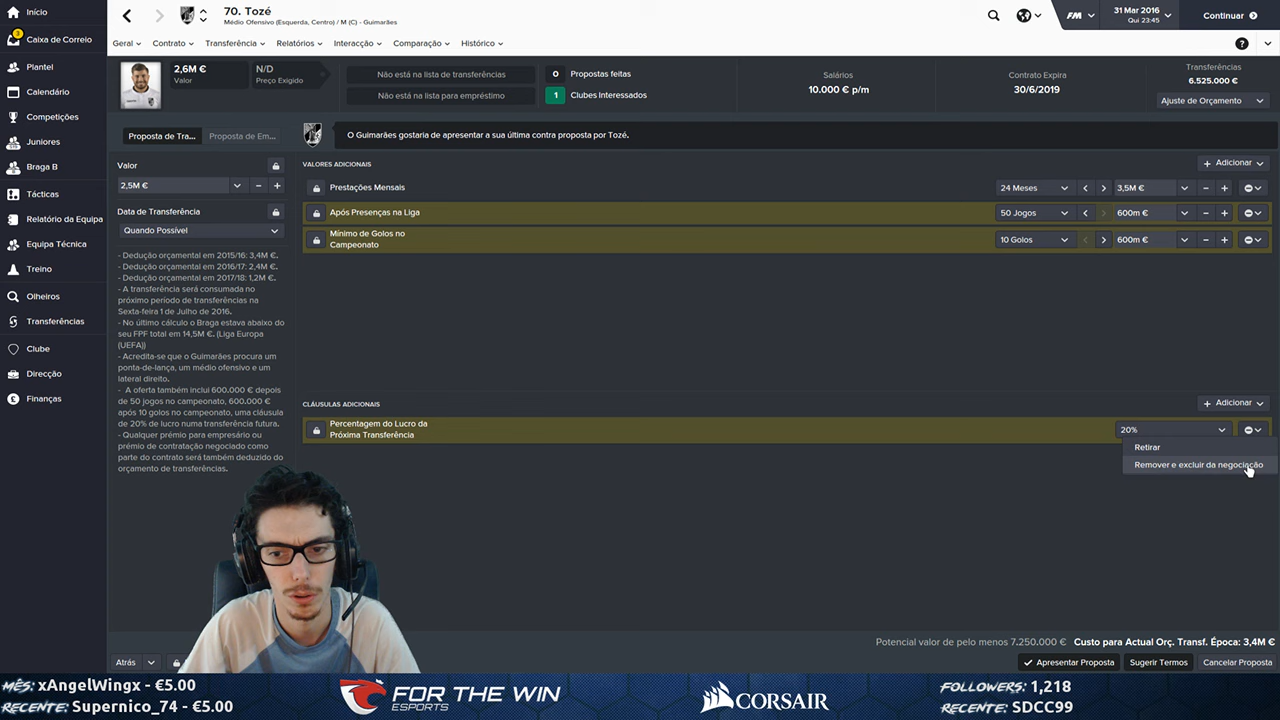 Início
3
Caixa de Correio
Plantel
Calendário
Competições
Juniores
Braga B
Tácticas
Relatório da Equipa
Equipa Técnica
Treino
Olheiros
Transferências
Clube
Direcção
Finanças
70. Tozé
Médio Ofensivo (Esquerda, Centro) / M (C) - Guimarães
FM
31 Mar 2016
Qui 23:45
Continuar
Geral
Contrato
Transferência
Relatórios
Interacção
Comparação
Histórico
?
2,6M €
Valor
N/D
Preço Exigido
Não está na lista de transferências
Não está na lista para empréstimo
0 Propostas feitas
1 Clubes Interessados
Salários
10.000 € p/m
Contrato Expira
30/6/2019
Transferências
6.525.000 €
Ajuste de Orçamento
Proposta de Tra...
Proposta de Em...
O Guimarães gostaria de apresentar a sua última contra proposta por Tozé.
Valor
2,5M €
Data de Transferência
Quando Possível
- Dedução orçamental em 2015/16: 3,4M €.
- Dedução orçamental em 2016/17: 2,4M €.
- Dedução orçamental em 2017/18: 1,2M €.
- A transferência será consumada no
próximo período de transferências na
Sexta-feira 1 de Julho de 2016.
- No último cálculo o Braga estava abaixo do
seu FPF total em 14,5M €. (Liga Europa
(UEFA))
- Acredita-se que o Guimarães procura um
ponta-de-lança, um médio ofensivo e um
lateral direito.
- A oferta também inclui 600.000 € depois
de 50 jogos no campeonato, 600.000 €
após 10 golos no campeonato, uma cláusula
de 20% de lucro numa transferência futura.
- Qualquer prémio para empresário ou
prémio de contratação negociado como
parte do contrato será também deduzido do
orçamento de transferências.
VALORES ADICIONAIS
+ Adicionar
Prestações Mensais
24 Meses
3,5M €
Após Presenças na Liga
50 Jogos
600m €
Mínimo de Golos no
Campeonato
10 Golos
600m €
CLÁUSULAS ADICIONAIS
+ Adicionar
Percentagem do Lucro da
Próxima Transferência
20%
Retirar
Remover e excluir da negociação
Potencial valor de pelo menos 7.250.000 €
Custo para Actual Orç. Transf. Época: 3,4M €
Atrás
Apresentar Proposta
Sugerir Termos
Cancelar Proposta
MÊS: xAngelWingx - €5.00
RECENTE: Supernico_74 - €5.00
FOR THE WIN
ESPORTS
CORSAIR
FOLLOWERS: 1,218
RECENTE: SDCC99